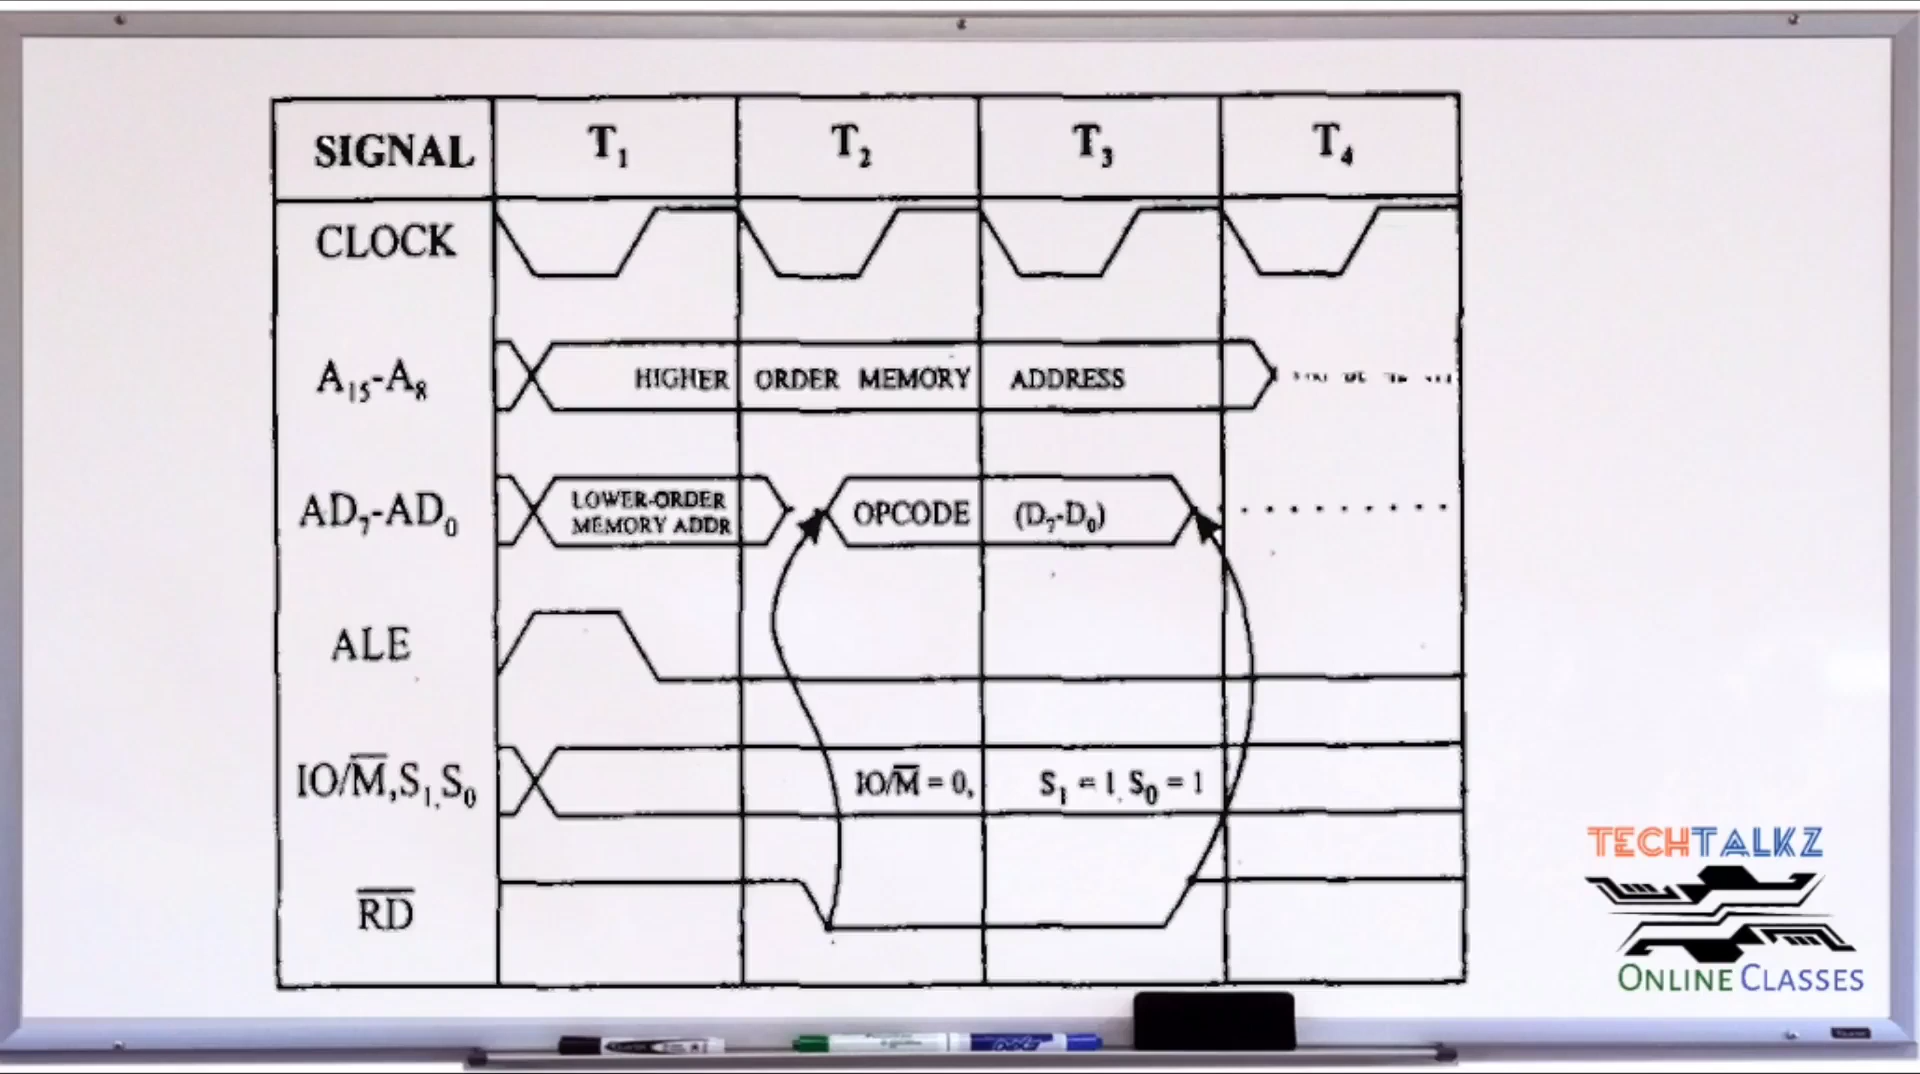 SIGNAL T₁ T₂ T₃ T₄
CLOCK
A₁₅-A₈ HIGHER ORDER MEMORY ADDRESS
AD₇-AD₀ LOWER-ORDER MEMORY ADDR OPCODE (D₇-D₀)
ALE
IO/M̅,S₁,S₀ IO/M̅ = 0, S₁ = 1, S₀ = 1
R̅D̅
TECHTALKZ
ONLINE CLASSES